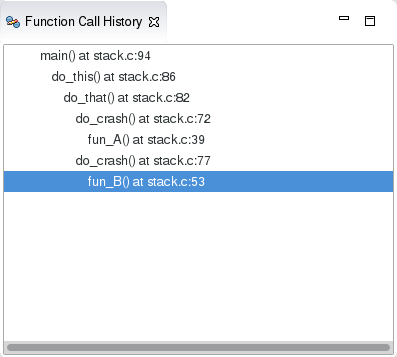 Function Call History
main() at stack.c:94
do_this() at stack.c:86
do_that() at stack.c:82
do_crash() at stack.c:72
fun_A() at stack.c:39
do_crash() at stack.c:77
fun_B() at stack.c:53